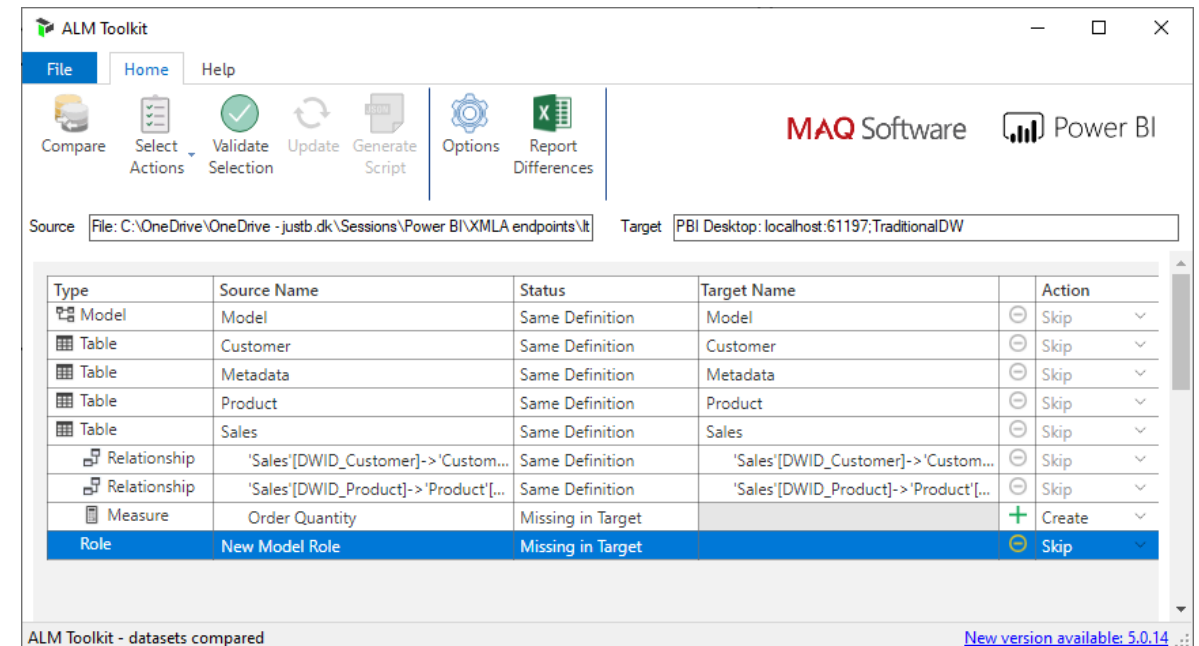 ALM Toolkit
File Home Help
Compare Select Actions Validate Selection Update Generate Script Options Report Differences
MAQ Software Power BI
Source File: C:\OneDrive\OneDrive - justb.dk\Sessions\Power BI\XMLA endpoints\It Target PBI Desktop: localhost:61197;TraditionalDW
Type Source Name Status Target Name Action
Model Model Same Definition Model Skip
Table Customer Same Definition Customer Skip
Table Metadata Same Definition Metadata Skip
Table Product Same Definition Product Skip
Table Sales Same Definition Sales Skip
Relationship 'Sales'[DWID_Customer]->'Custom... Same Definition 'Sales'[DWID_Customer]->'Custom... Skip
Relationship 'Sales'[DWID_Product]->'Product'[... Same Definition 'Sales'[DWID_Product]->'Product'[... Skip
Measure Order Quantity Missing in Target Create
Role New Model Role Missing in Target Skip
ALM Toolkit - datasets compared New version available: 5.0.14